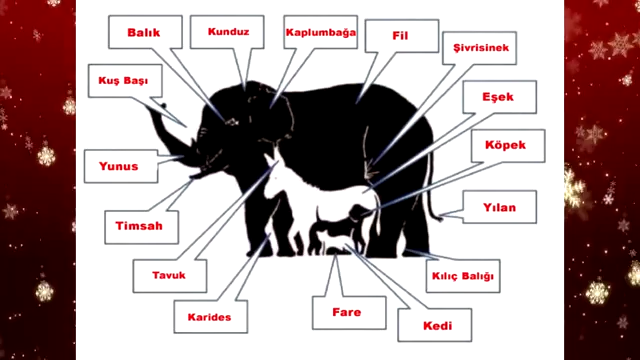 Balık
Kunduz
Kaplumbağa
Fil
Şivrisinek
Kuş Başı
Eşek
Köpek
Yunus
Yılan
Timsah
Tavuk
Kılıç Balığı
Karides
Fare
Kedi